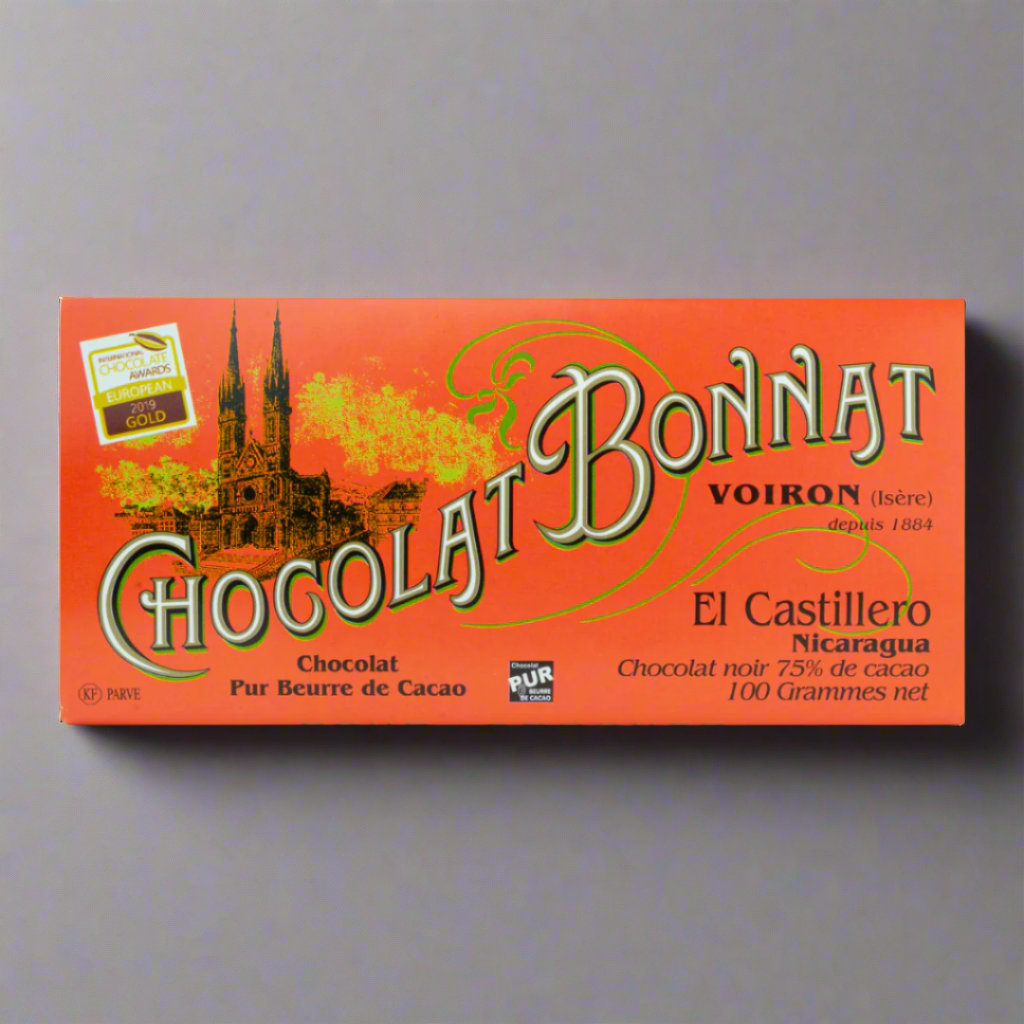 INTERNATIONAL
CHOCOLATE
AWARDS
EUROPEAN
2019
GOLD
CHOCOLAT BONNAT
VOIRON (Isère)
depuis 1884
El Castillero
Nicaragua
Chocolat noir 75% de cacao
100 Grammes net
Chocolat
Pur Beurre de Cacao
Chocolat
PUR
BEURRE
DE CACAO
KF PARVE